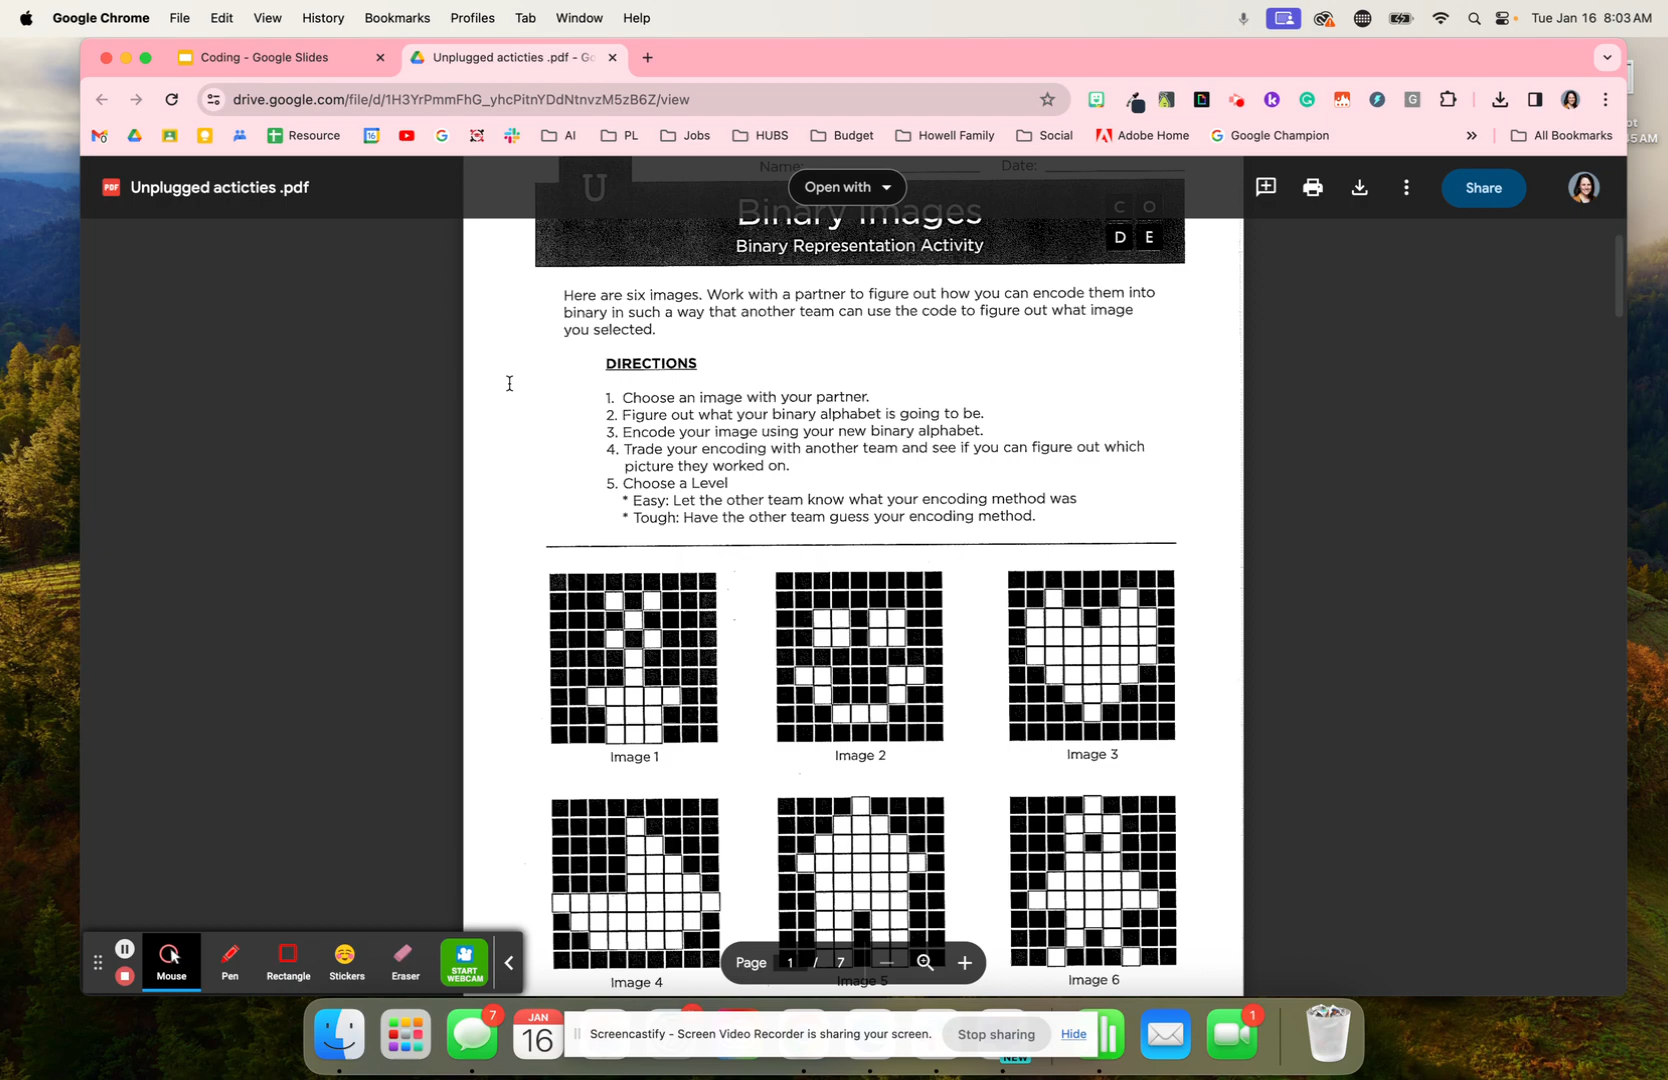 Google Chrome File Edit View History Bookmarks Profiles Tab Window Help Tue Jan 16 8:03 AM
Coding - Google Slides Unplugged acticties .pdf - Go
drive.google.com/file/d/1H3YrPmmFhG_yhcPitnYDdNtnvzM5zB6Z/view
Resource AI PL Jobs HUBS Budget Howell Family Social Adobe Home Google Champion All Bookmarks
Name: Date:
PDF Unplugged acticties .pdf Open with Share
U
Binary Images
C O
D E
Binary Representation Activity
Here are six images. Work with a partner to figure out how you can encode them into
binary in such a way that another team can use the code to figure out what image
you selected.
DIRECTIONS
1. Choose an image with your partner.
2. Figure out what your binary alphabet is going to be.
3. Encode your image using your new binary alphabet.
4. Trade your encoding with another team and see if you can figure out which
picture they worked on.
5. Choose a Level
* Easy: Let the other team know what your encoding method was
* Tough: Have the other team guess your encoding method.
Image 1 Image 2 Image 3
Image 4 Image 5 Image 6
Page 1 / 7
Mouse Pen Rectangle Stickers Eraser START WEBCAM
7 JAN 16 1
Screencastify - Screen Video Recorder is sharing your screen. Stop sharing Hide
NEW